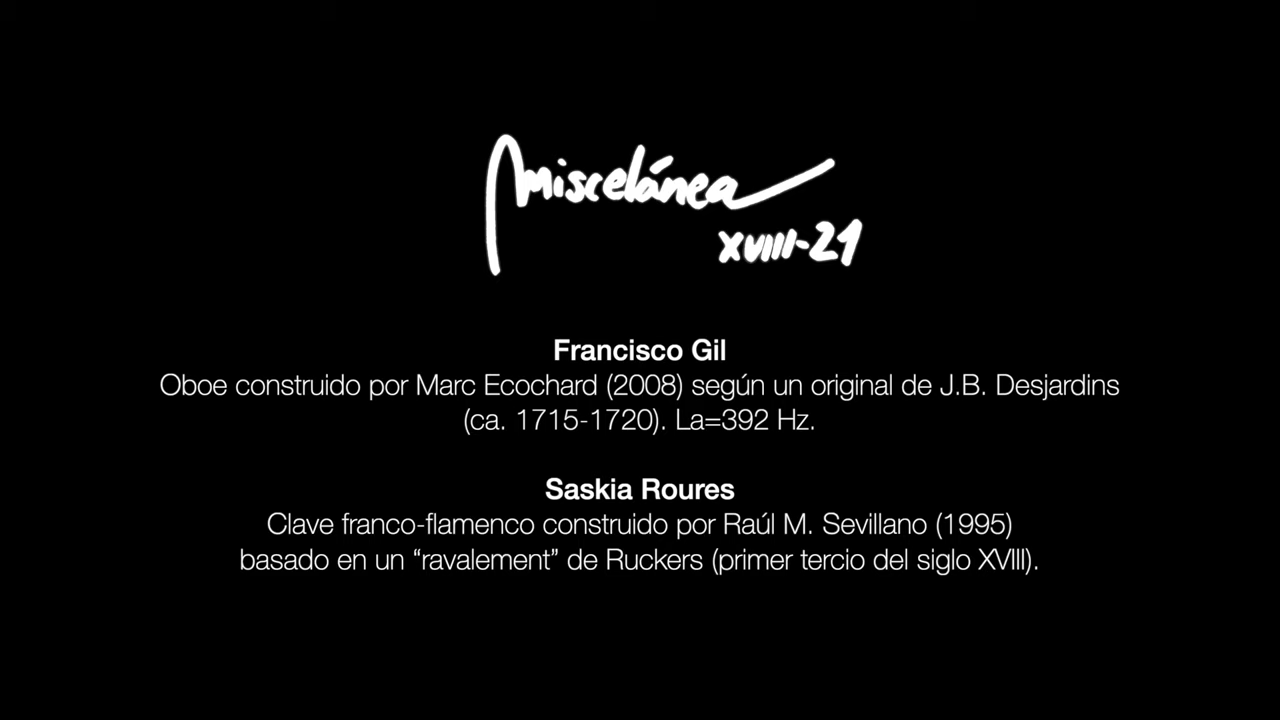 Miscelánea
XVIII-21
Francisco Gil
Oboe construido por Marc Ecochard (2008) según un original de J.B. Desjardins
(ca. 1715-1720). La=392 Hz.
Saskia Roures
Clave franco-flamenco construido por Raúl M. Sevillano (1995)
basado en un “ravalement” de Ruckers (primer tercio del siglo XVIII).